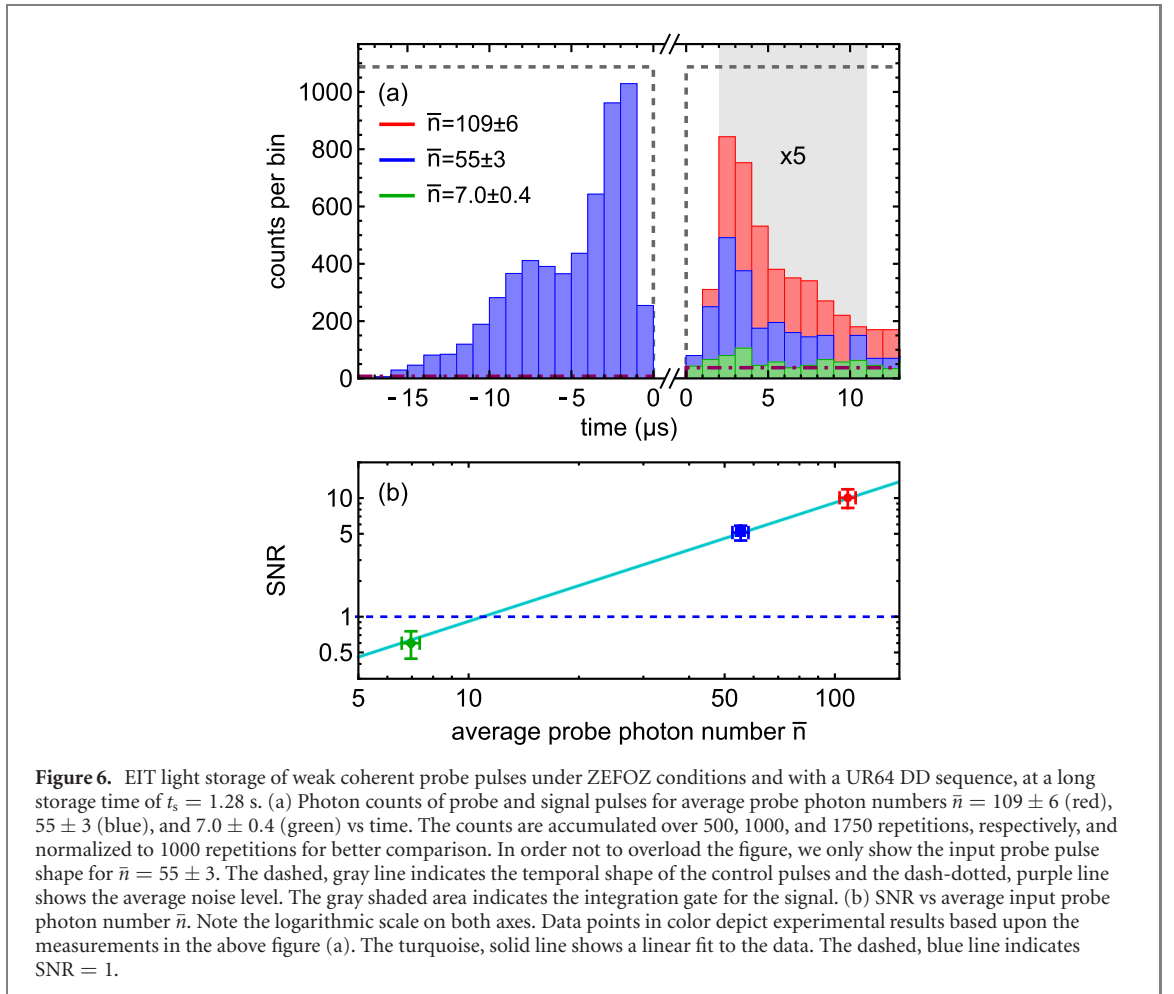 (a)
n̄=109±6
n̄=55±3
n̄=7.0±0.4
x5
counts per bin
1000
800
600
400
200
0
-15 -10 -5 0 0 5 10
time (µs)
(b)
SNR
10
5
1
0.5
5 10 50 100
average probe photon number n̄
Figure 6. EIT light storage of weak coherent probe pulses under ZEFOZ conditions and with a UR64 DD sequence, at a long
storage time of tₛ = 1.28 s. (a) Photon counts of probe and signal pulses for average probe photon numbers n̄ = 109 ± 6 (red),
55 ± 3 (blue), and 7.0 ± 0.4 (green) vs time. The counts are accumulated over 500, 1000, and 1750 repetitions, respectively, and
normalized to 1000 repetitions for better comparison. In order not to overload the figure, we only show the input probe pulse
shape for n̄ = 55 ± 3. The dashed, gray line indicates the temporal shape of the control pulses and the dash-dotted, purple line
shows the average noise level. The gray shaded area indicates the integration gate for the signal. (b) SNR vs average input probe
photon number n̄. Note the logarithmic scale on both axes. Data points in color depict experimental results based upon the
measurements in the above figure (a). The turquoise, solid line shows a linear fit to the data. The dashed, blue line indicates
SNR = 1.